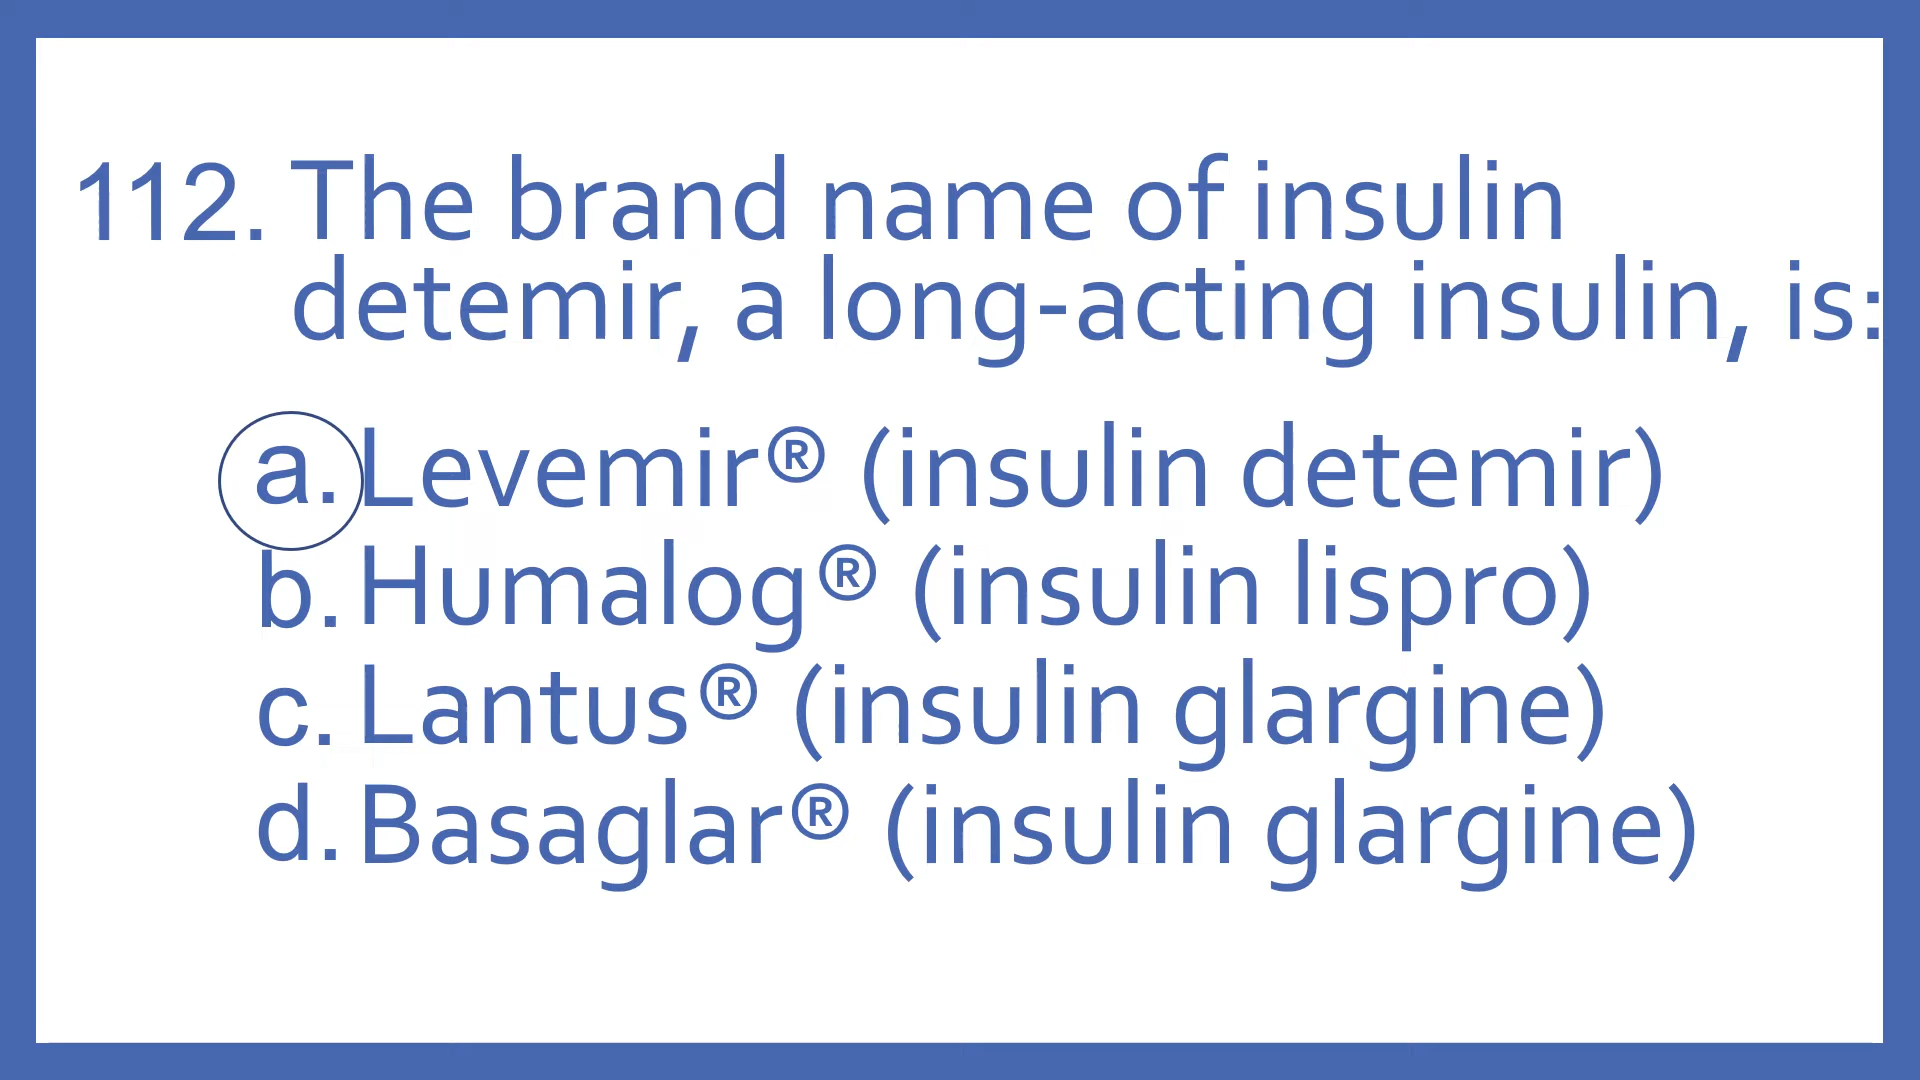 112. The brand name of insulin
detemir, a long-acting insulin, is:
a. Levemir® (insulin detemir)
b. Humalog® (insulin lispro)
c. Lantus® (insulin glargine)
d. Basaglar® (insulin glargine)